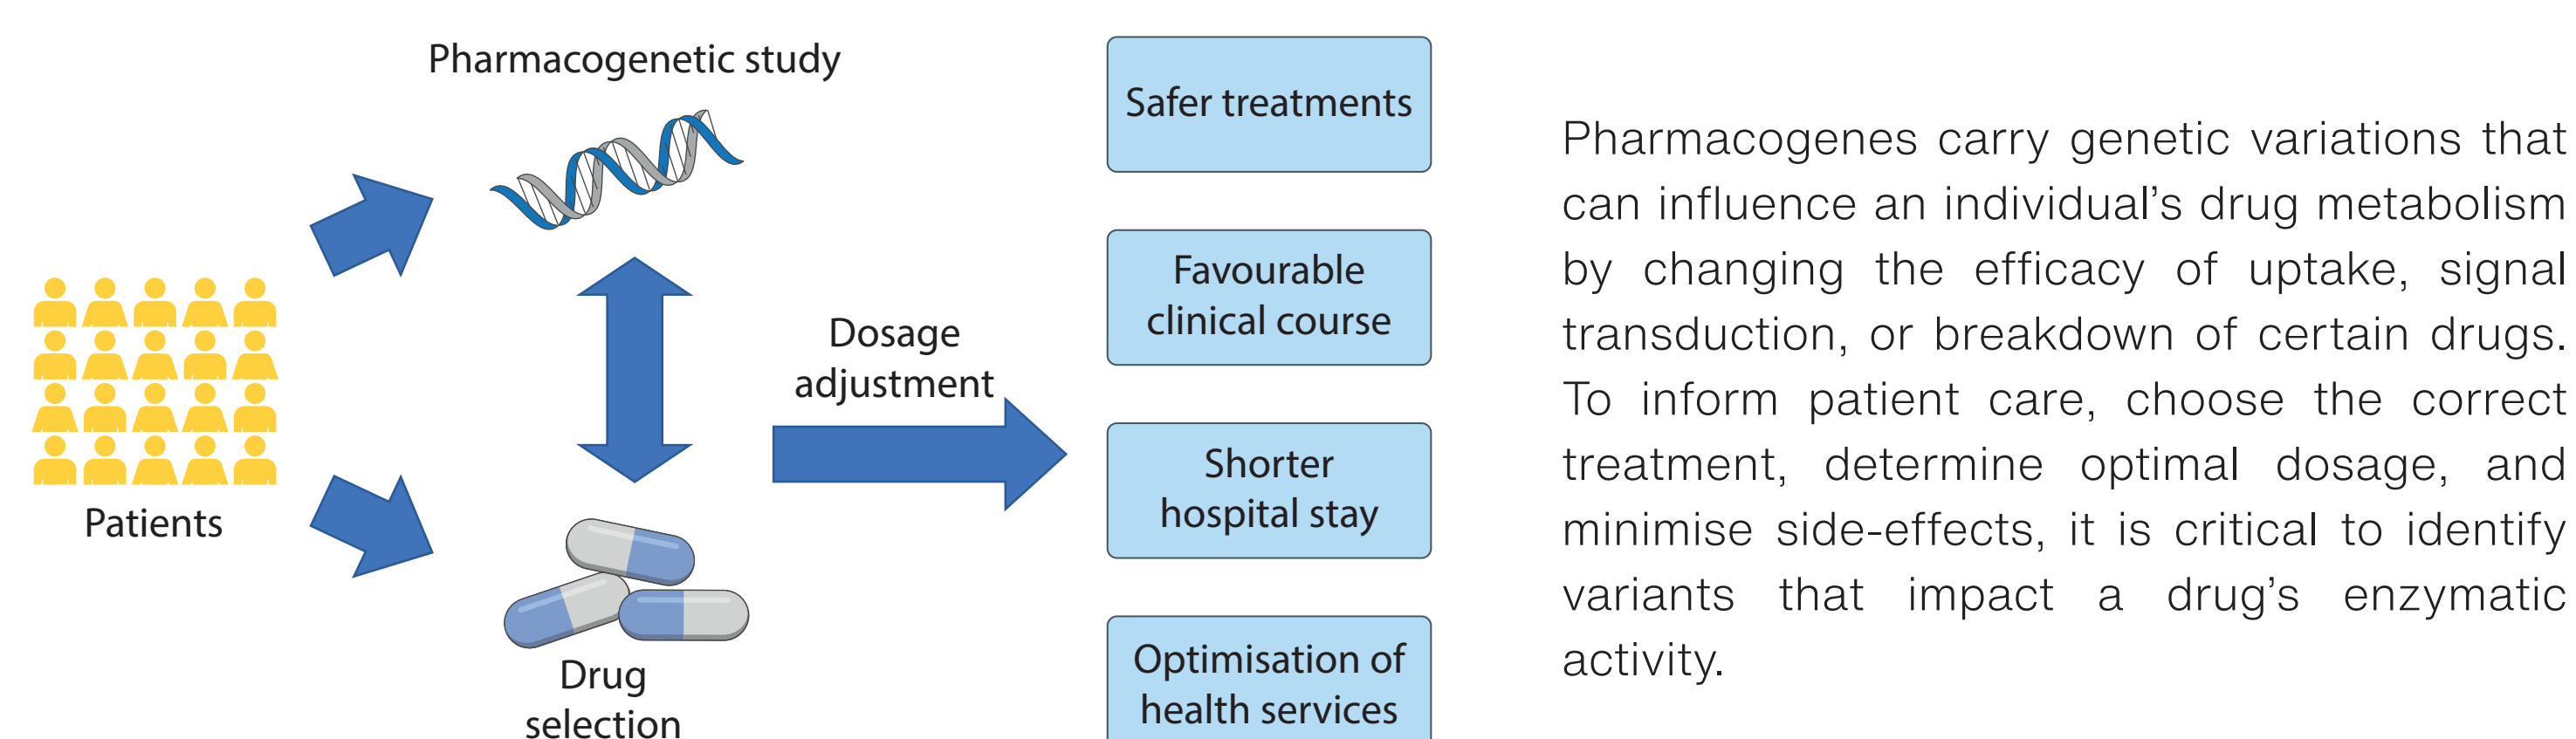 Pharmacogenetic study
Patients
Dosage
adjustment
Drug
selection
Safer treatments
Favourable
clinical course
Shorter
hospital stay
Optimisation of
health services
Pharmacogenes carry genetic variations that
can influence an individual’s drug metabolism
by changing the efficacy of uptake, signal
transduction, or breakdown of certain drugs.
To inform patient care, choose the correct
treatment, determine optimal dosage, and
minimise side-effects, it is critical to identify
variants that impact a drug’s enzymatic
activity.